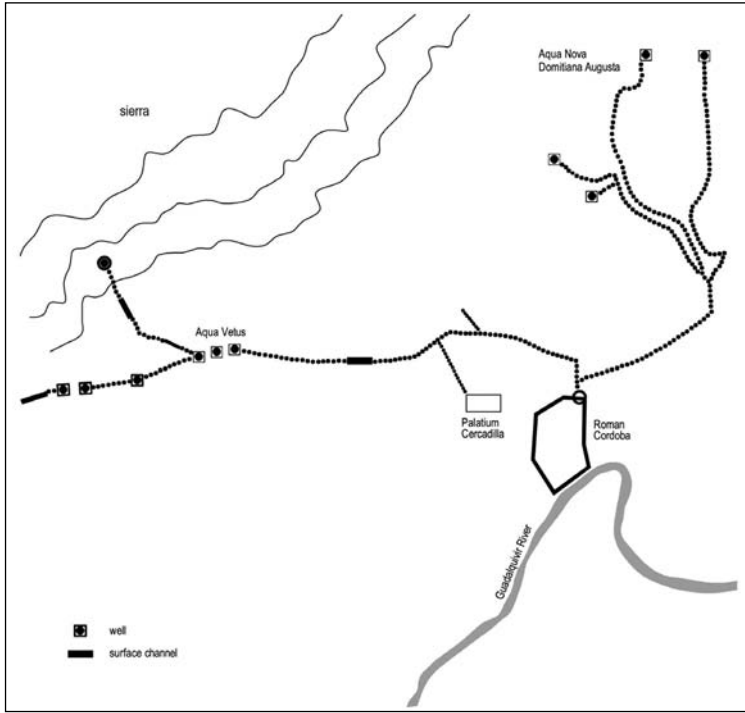 Aqua Nova
Domitiana Augusta
sierra
Aqua Vetus
Palatium
Cercadilla
Roman
Cordoba
Guadalquivir River
well
surface channel